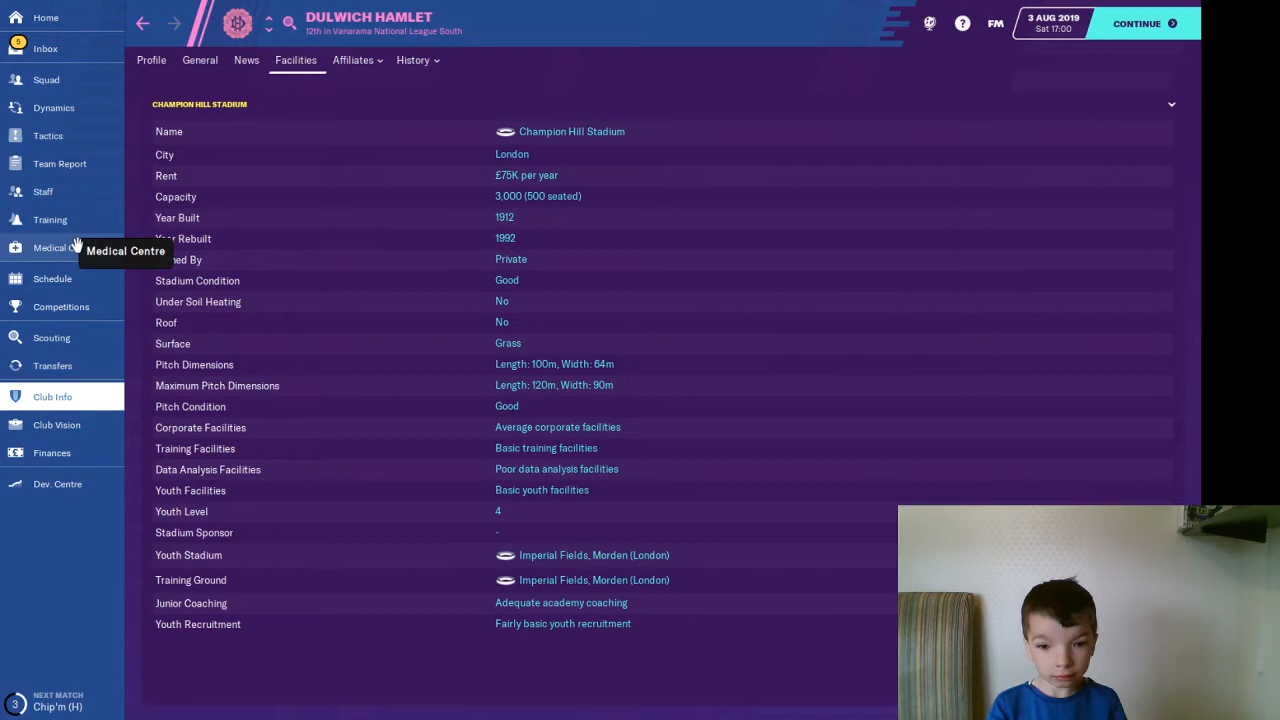 Home
DULWICH HAMLET
12th in Vanarama National League South
?
FM
3 AUG 2019
Sat 17:00
CONTINUE
5
Inbox
Profile
General
News
Facilities
Affiliates
History
Squad
Dynamics
Tactics
Team Report
Staff
Training
Medical C
Medical Centre
Schedule
Competitions
Scouting
Transfers
Club Info
Club Vision
Finances
Dev. Centre
NEXT MATCH
3
Chip'm (H)
CHAMPION HILL STADIUM
Name Champion Hill Stadium
City London
Rent £75K per year
Capacity 3,000 (500 seated)
Year Built 1912
Year Rebuilt 1992
ned By Private
Stadium Condition Good
Under Soil Heating No
Roof No
Surface Grass
Pitch Dimensions Length: 100m, Width: 64m
Maximum Pitch Dimensions Length: 120m, Width: 90m
Pitch Condition Good
Corporate Facilities Average corporate facilities
Training Facilities Basic training facilities
Data Analysis Facilities Poor data analysis facilities
Youth Facilities Basic youth facilities
Youth Level 4
Stadium Sponsor -
Youth Stadium Imperial Fields, Morden (London)
Training Ground Imperial Fields, Morden (London)
Junior Coaching Adequate academy coaching
Youth Recruitment Fairly basic youth recruitment